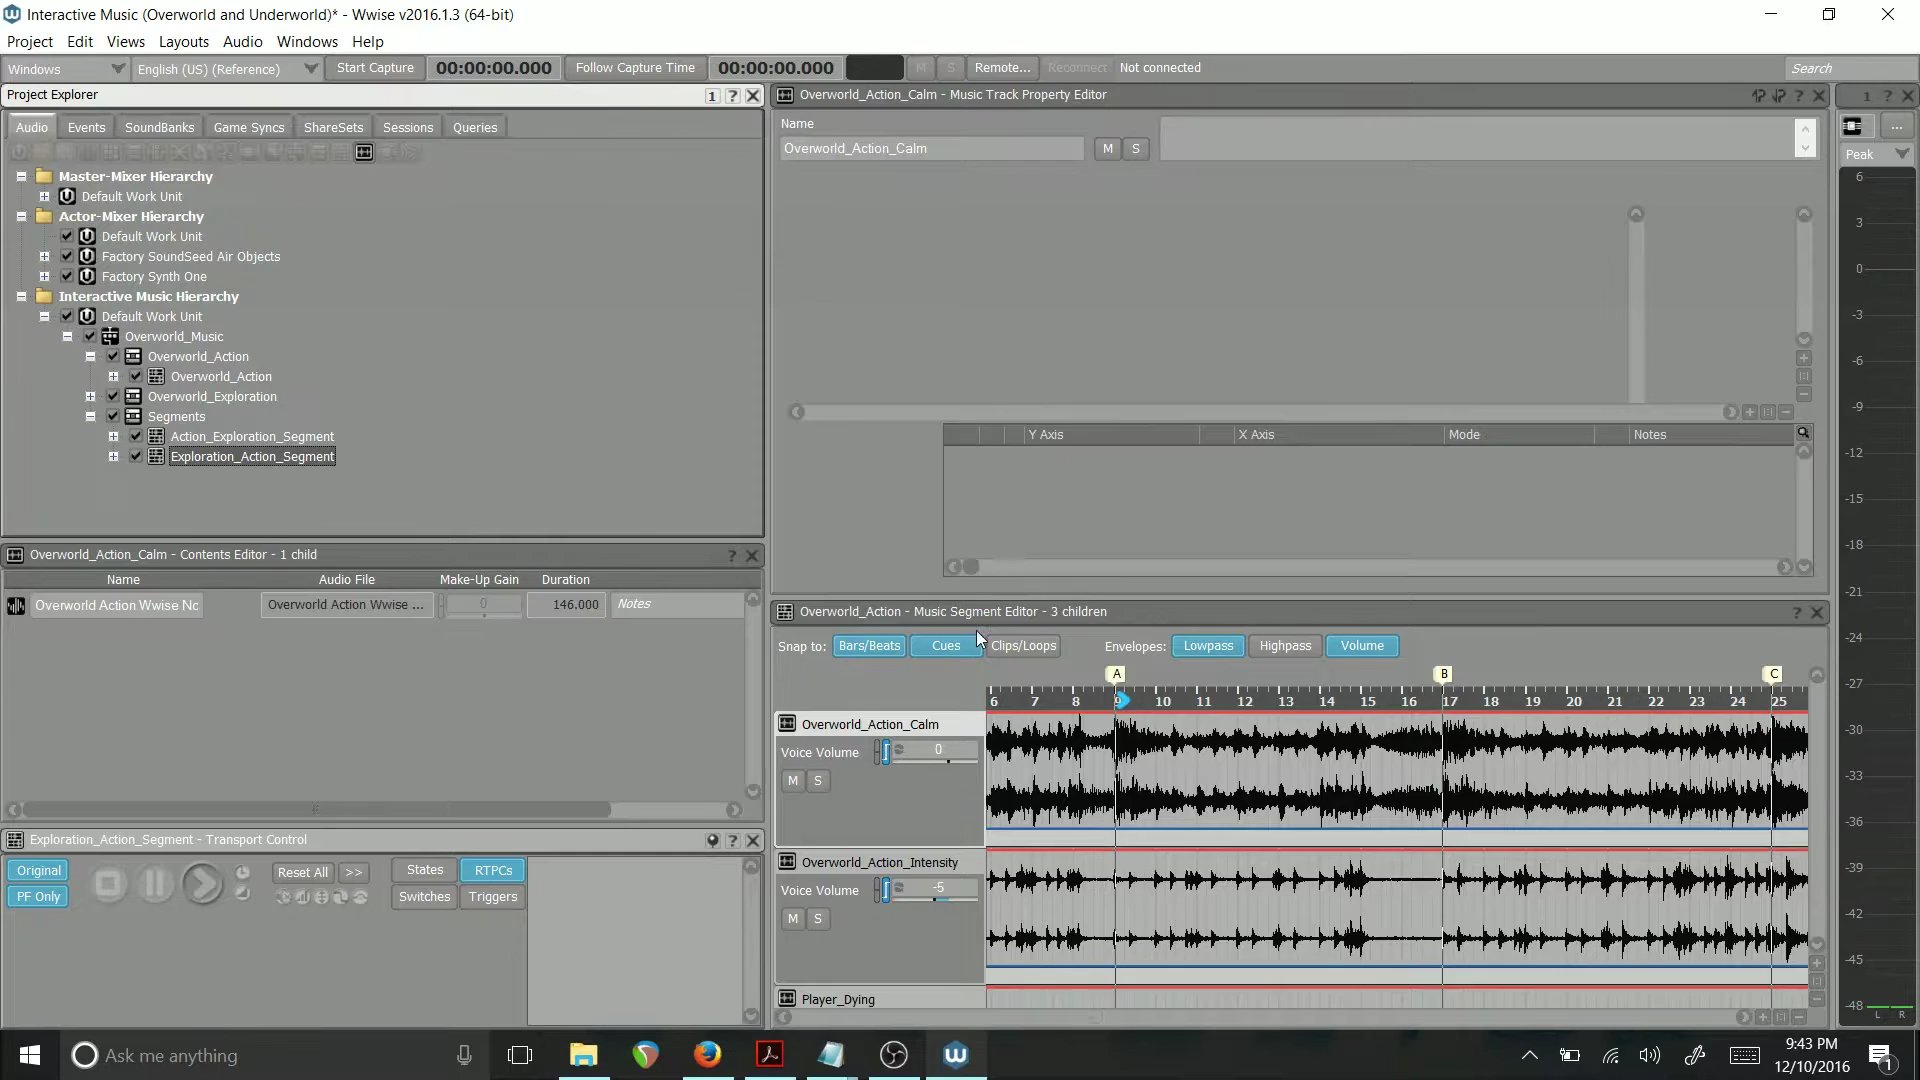 Interactive Music (Overworld and Underworld)* - Wwise v2016.1.3 (64-bit)
Project Edit Views Layouts Audio Windows Help
Windows English (US) (Reference) Start Capture 00:00:00.000 Follow Capture Time 00:00:00.000 M S Remote... Reconnect Not connected Search
Project Explorer 1 ?
Audio Events SoundBanks Game Syncs ShareSets Sessions Queries
Master-Mixer Hierarchy
Default Work Unit
Actor-Mixer Hierarchy
Default Work Unit
Factory SoundSeed Air Objects
Factory Synth One
Interactive Music Hierarchy
Default Work Unit
Overworld_Music
Overworld_Action
Overworld_Action
Overworld_Exploration
Segments
Action_Exploration_Segment
Exploration_Action_Segment
Overworld_Action_Calm - Contents Editor - 1 child ?
Name Audio File Make-Up Gain Duration
Overworld Action Wwise Nc Overworld Action Wwise ... 0 146.000 Notes
Exploration_Action_Segment - Transport Control ?
Original Reset All >> States RTPCs
PF Only Switches Triggers
Overworld_Action_Calm - Music Track Property Editor ?
Name
Overworld_Action_Calm M S
Y Axis X Axis Mode Notes
Overworld_Action - Music Segment Editor - 3 children ?
Snap to: Bars/Beats Cues Clips/Loops Envelopes: Lowpass Highpass Volume
A B C
6 7 8 9 10 11 12 13 14 15 16 17 18 19 20 21 22 23 24 25
Overworld_Action_Calm
Voice Volume 0
M S
Overworld_Action_Intensity
Voice Volume -5
M S
Player_Dying
1 ?
...
Peak
6
3
0
-3
-6
-9
-12
-15
-18
-21
-24
-27
-30
-33
-36
-39
-42
-45
-48
L R
Ask me anything
9:43 PM
12/10/2016
1